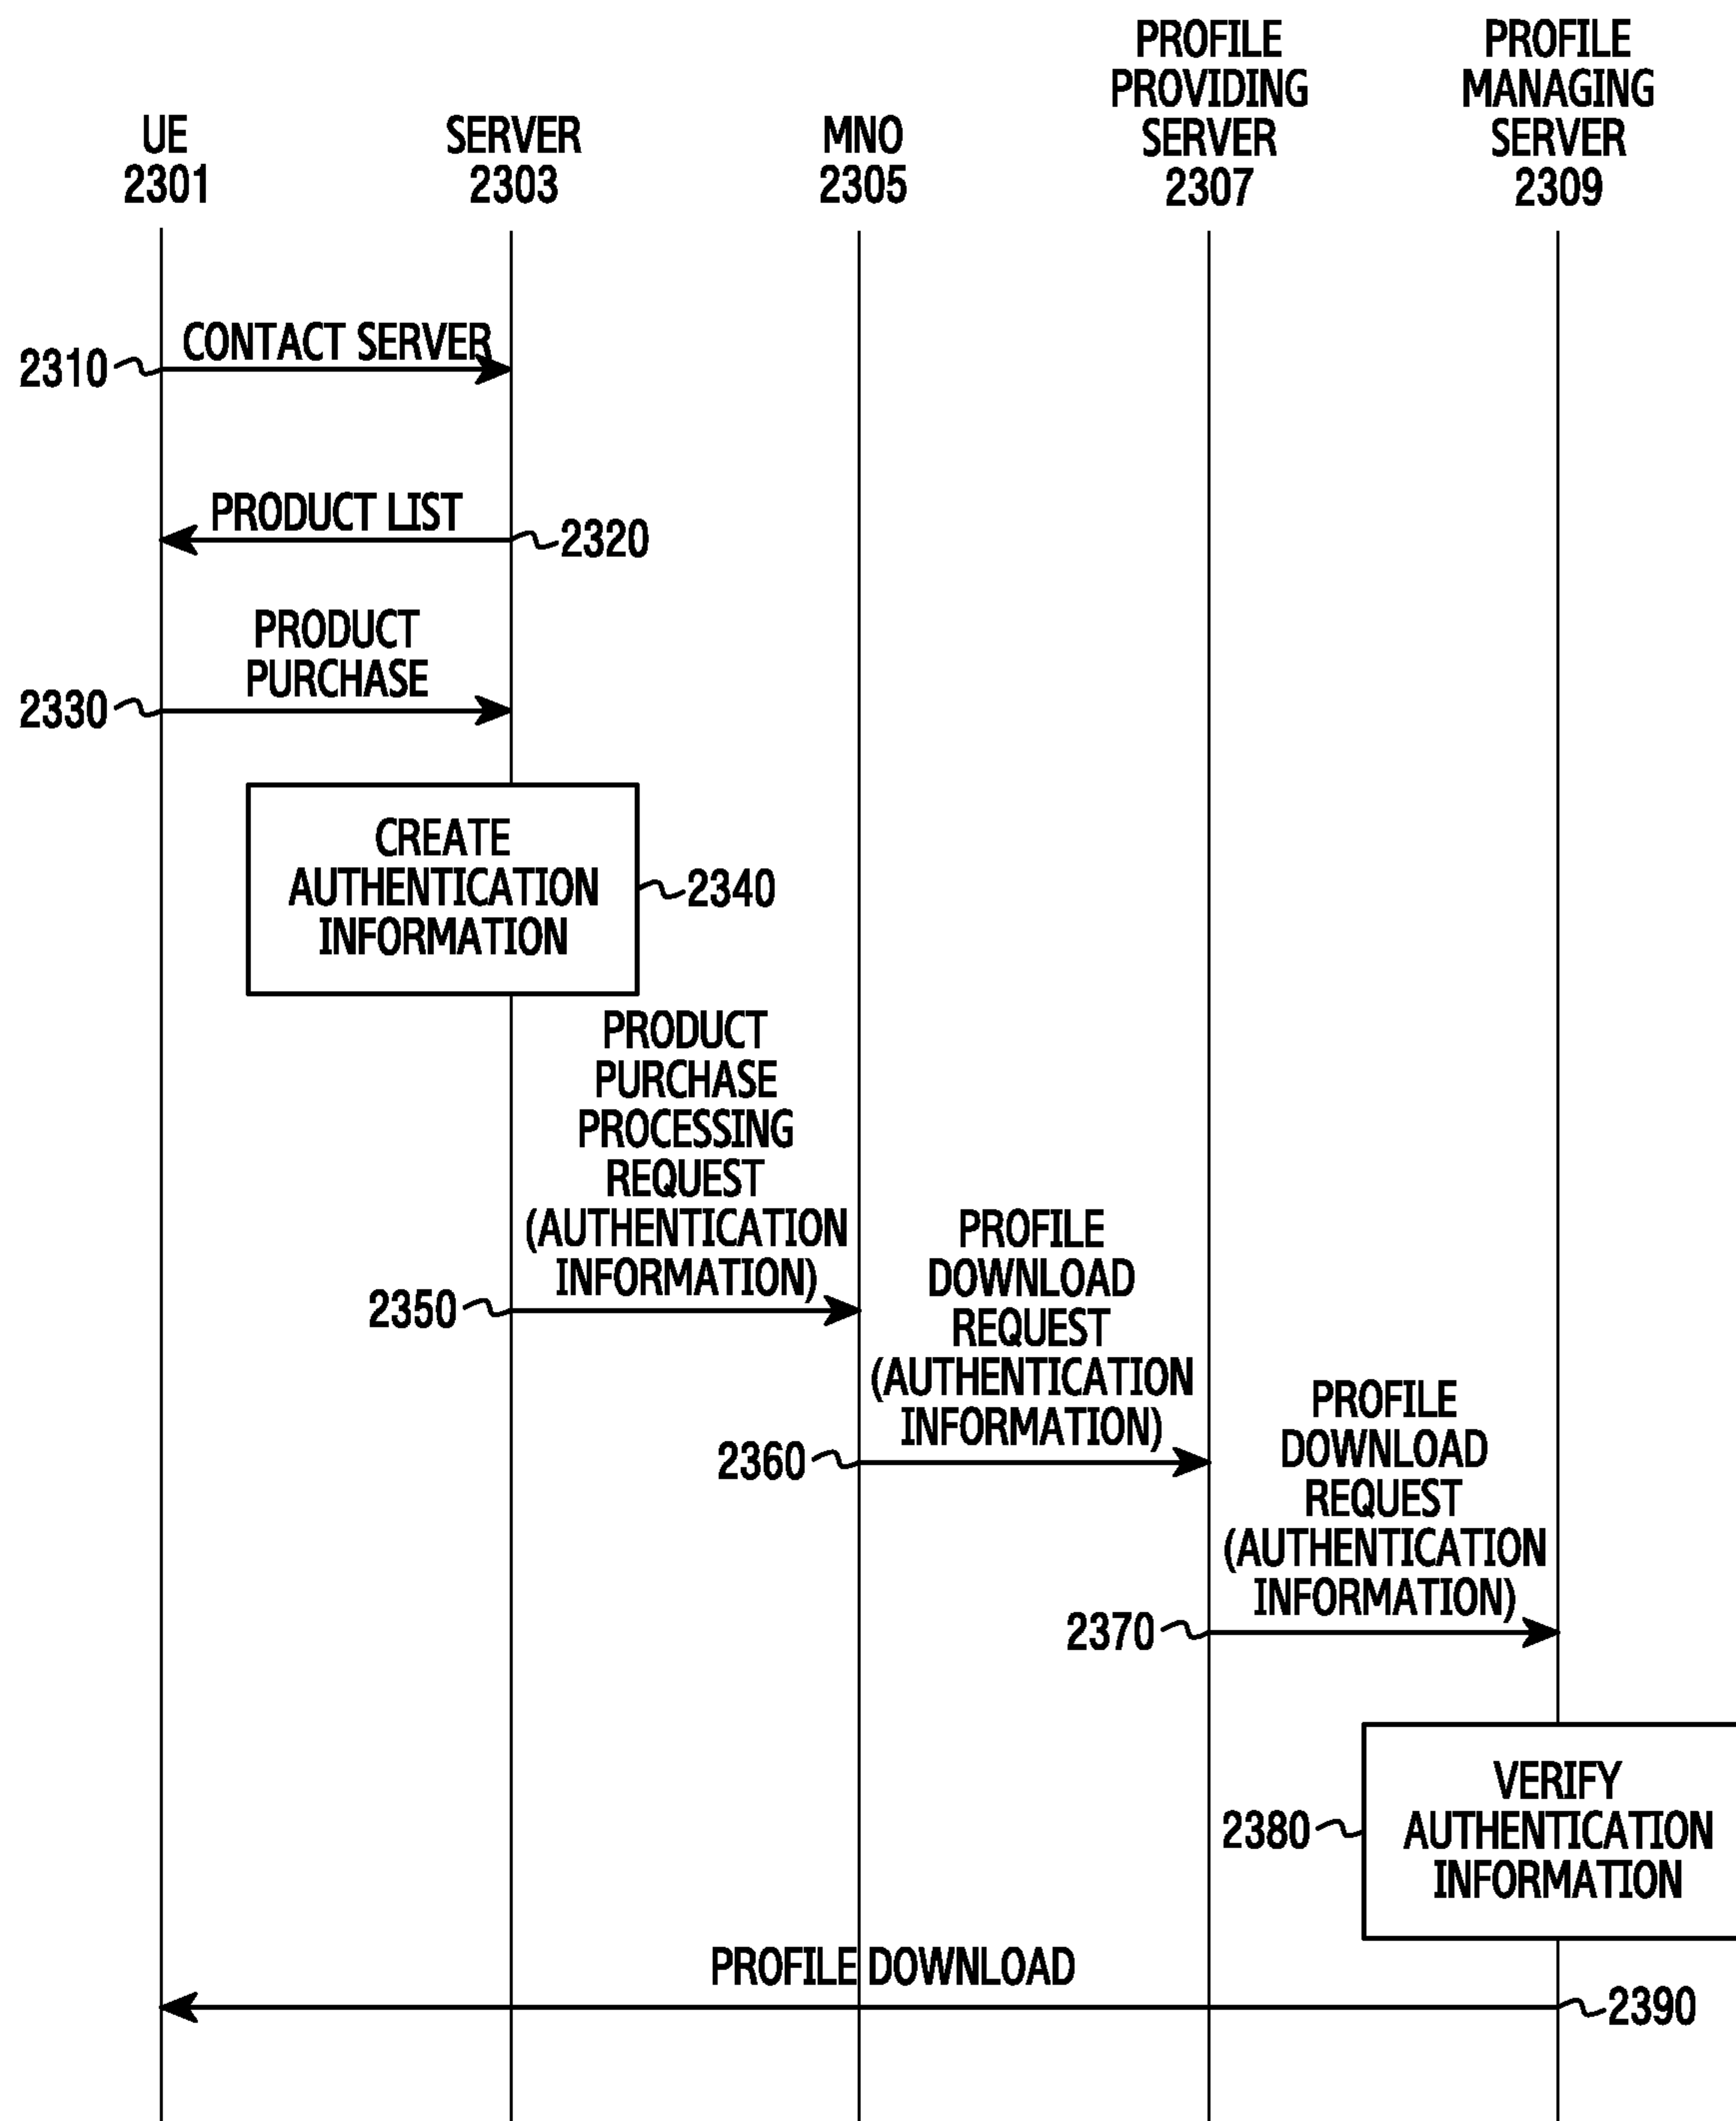 UE
2301
SERVER
2303
MNO
2305
PROFILE
PROVIDING
SERVER
2307
PROFILE
MANAGING
SERVER
2309
CONTACT SERVER
2310
PRODUCT LIST
2320
PRODUCT
PURCHASE
2330
CREATE
AUTHENTICATION
INFORMATION
2340
PRODUCT
PURCHASE
PROCESSING
REQUEST
(AUTHENTICATION
INFORMATION)
2350
PROFILE
DOWNLOAD
REQUEST
(AUTHENTICATION
INFORMATION)
2360
PROFILE
DOWNLOAD
REQUEST
(AUTHENTICATION
INFORMATION)
2370
VERIFY
AUTHENTICATION
INFORMATION
2380
PROFILE DOWNLOAD
2390